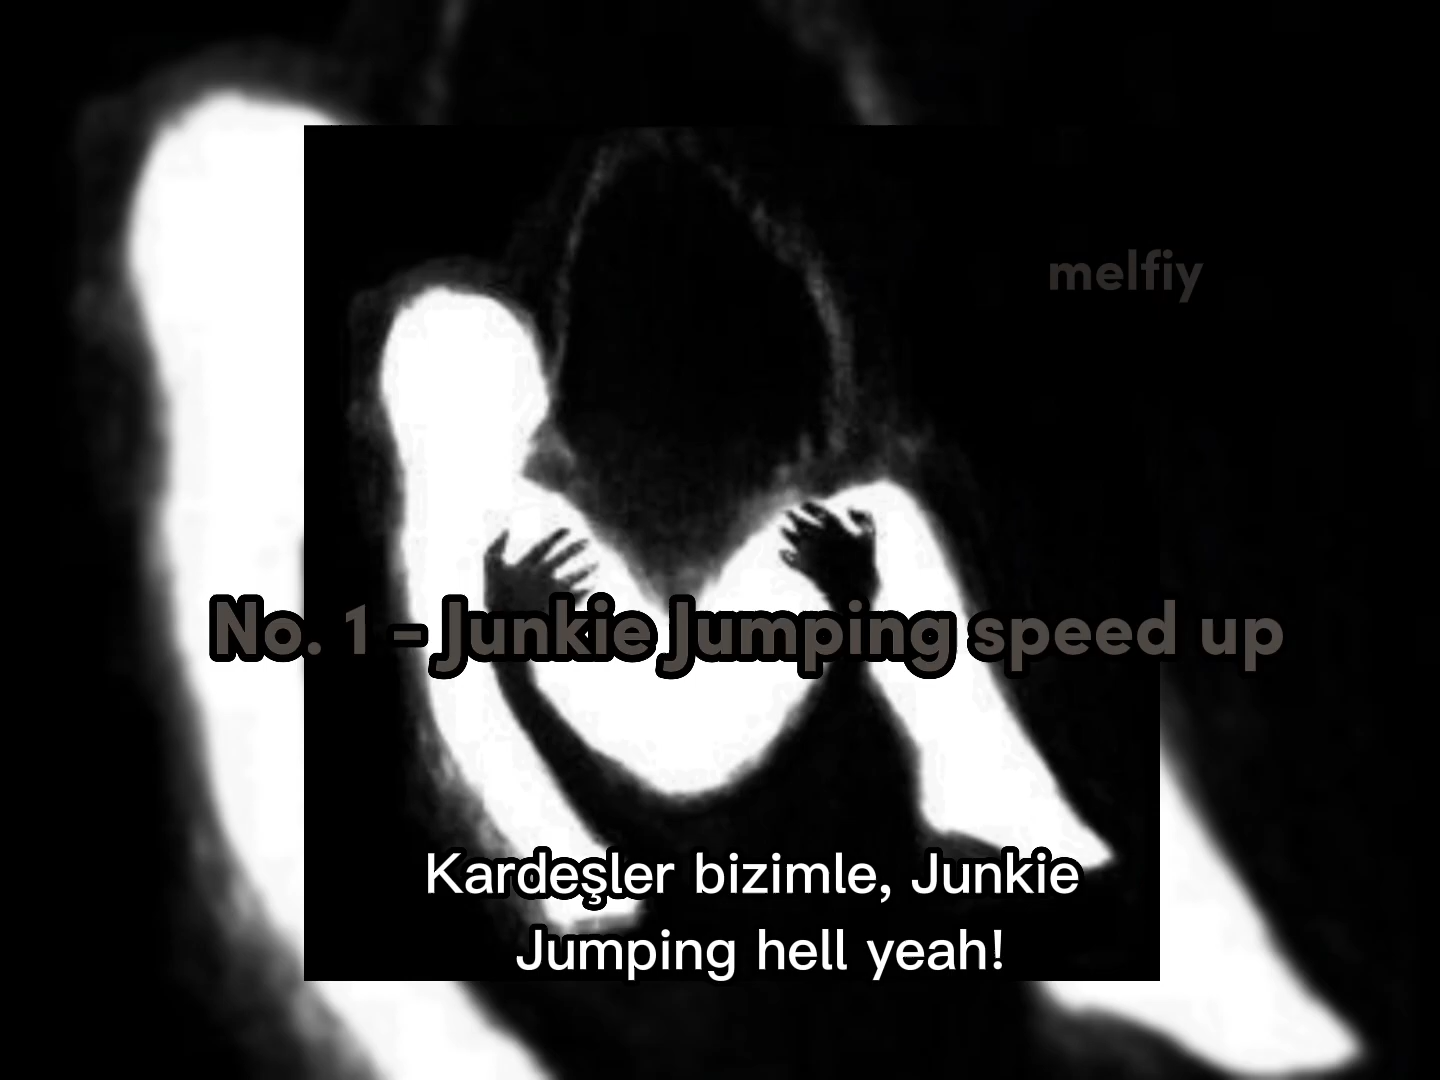 melfiy
No. 1 - Junkie Jumping speed up
Kardeşler bizimle, Junkie
Jumping hell yeah!